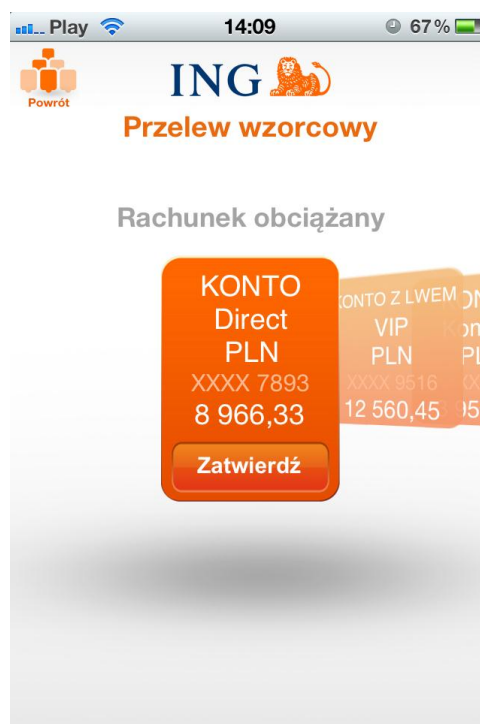 Play 14:09 67%
Powrót
ING
Przelew wzorcowy
Rachunek obciążany
KONTO
Direct
PLN
XXXX 7893
8 966,33
Zatwierdź
KONTO Z LWEM
VIP
PLN
XXXX 9516
12 560,45